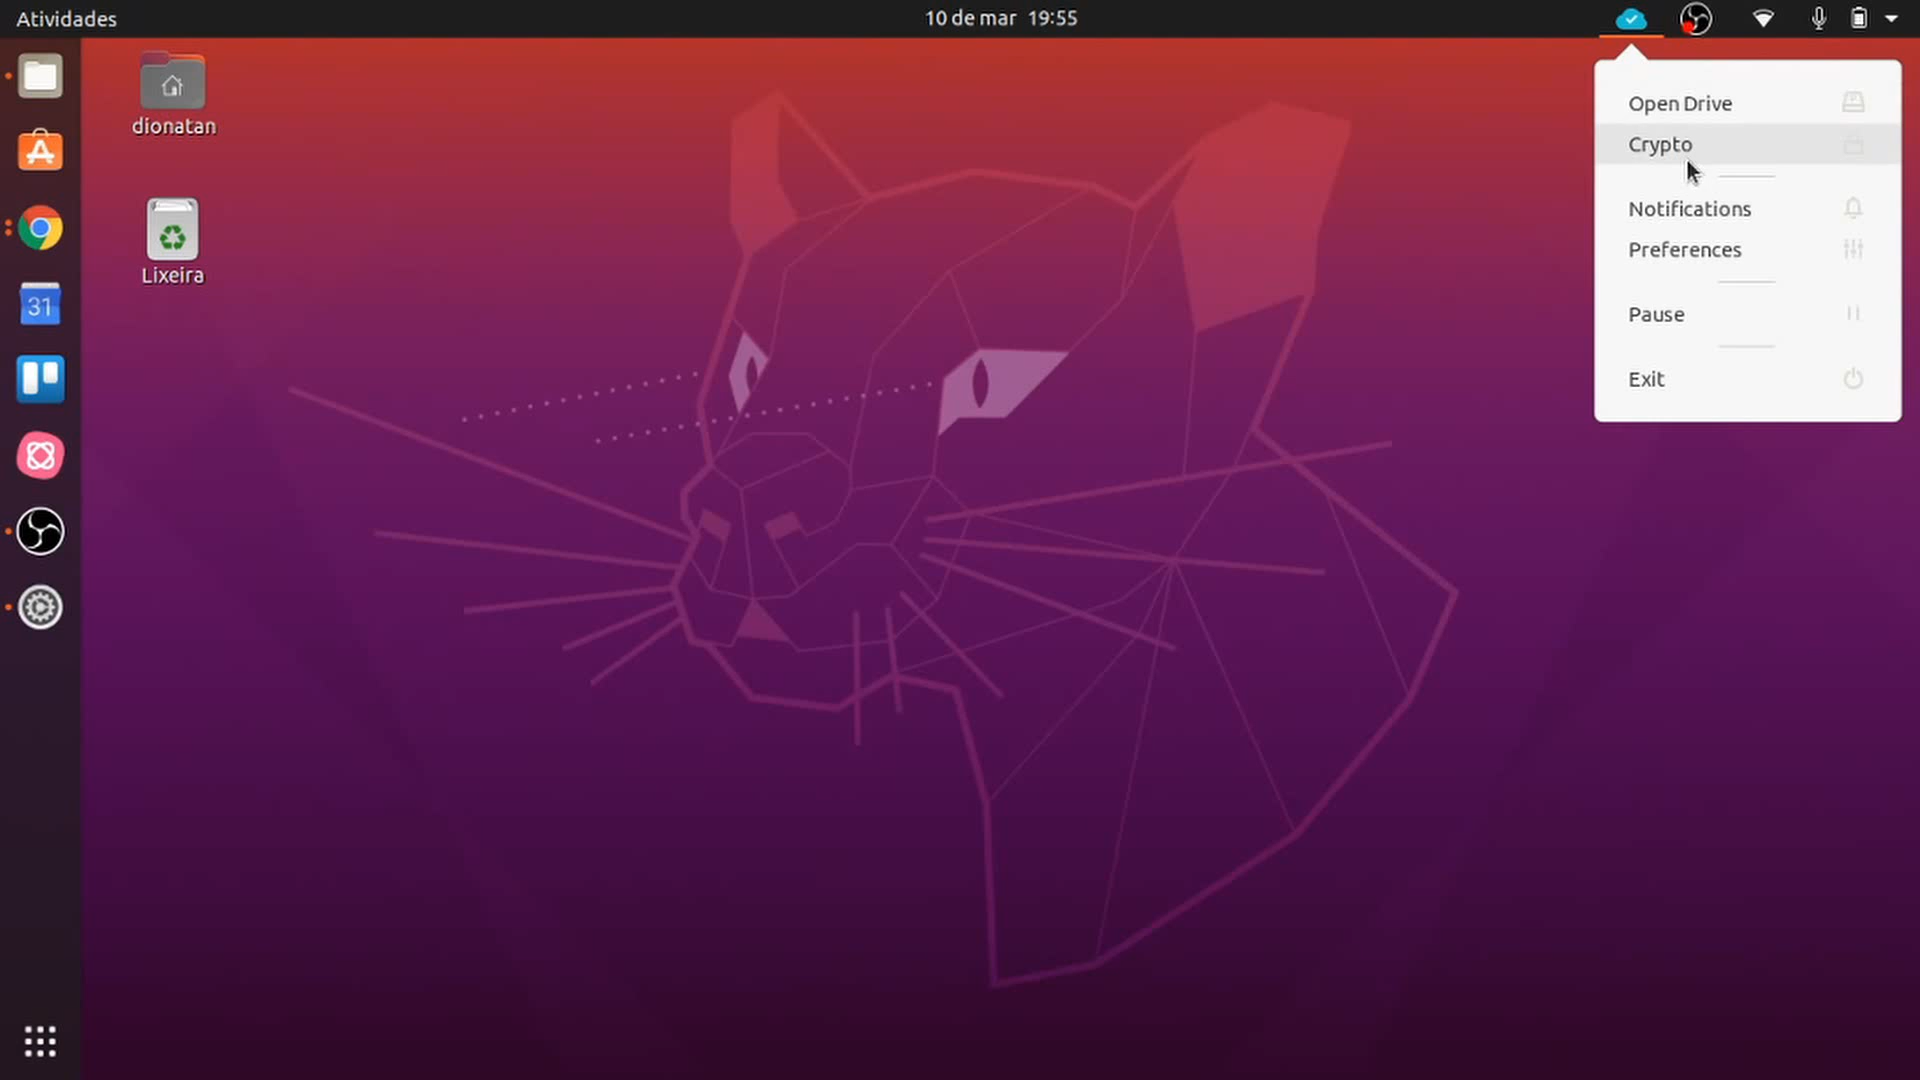 Atividades
10 de mar 19:55
dionatan
Lixeira
31
Open Drive
Crypto
Notifications
Preferences
Pause
Exit